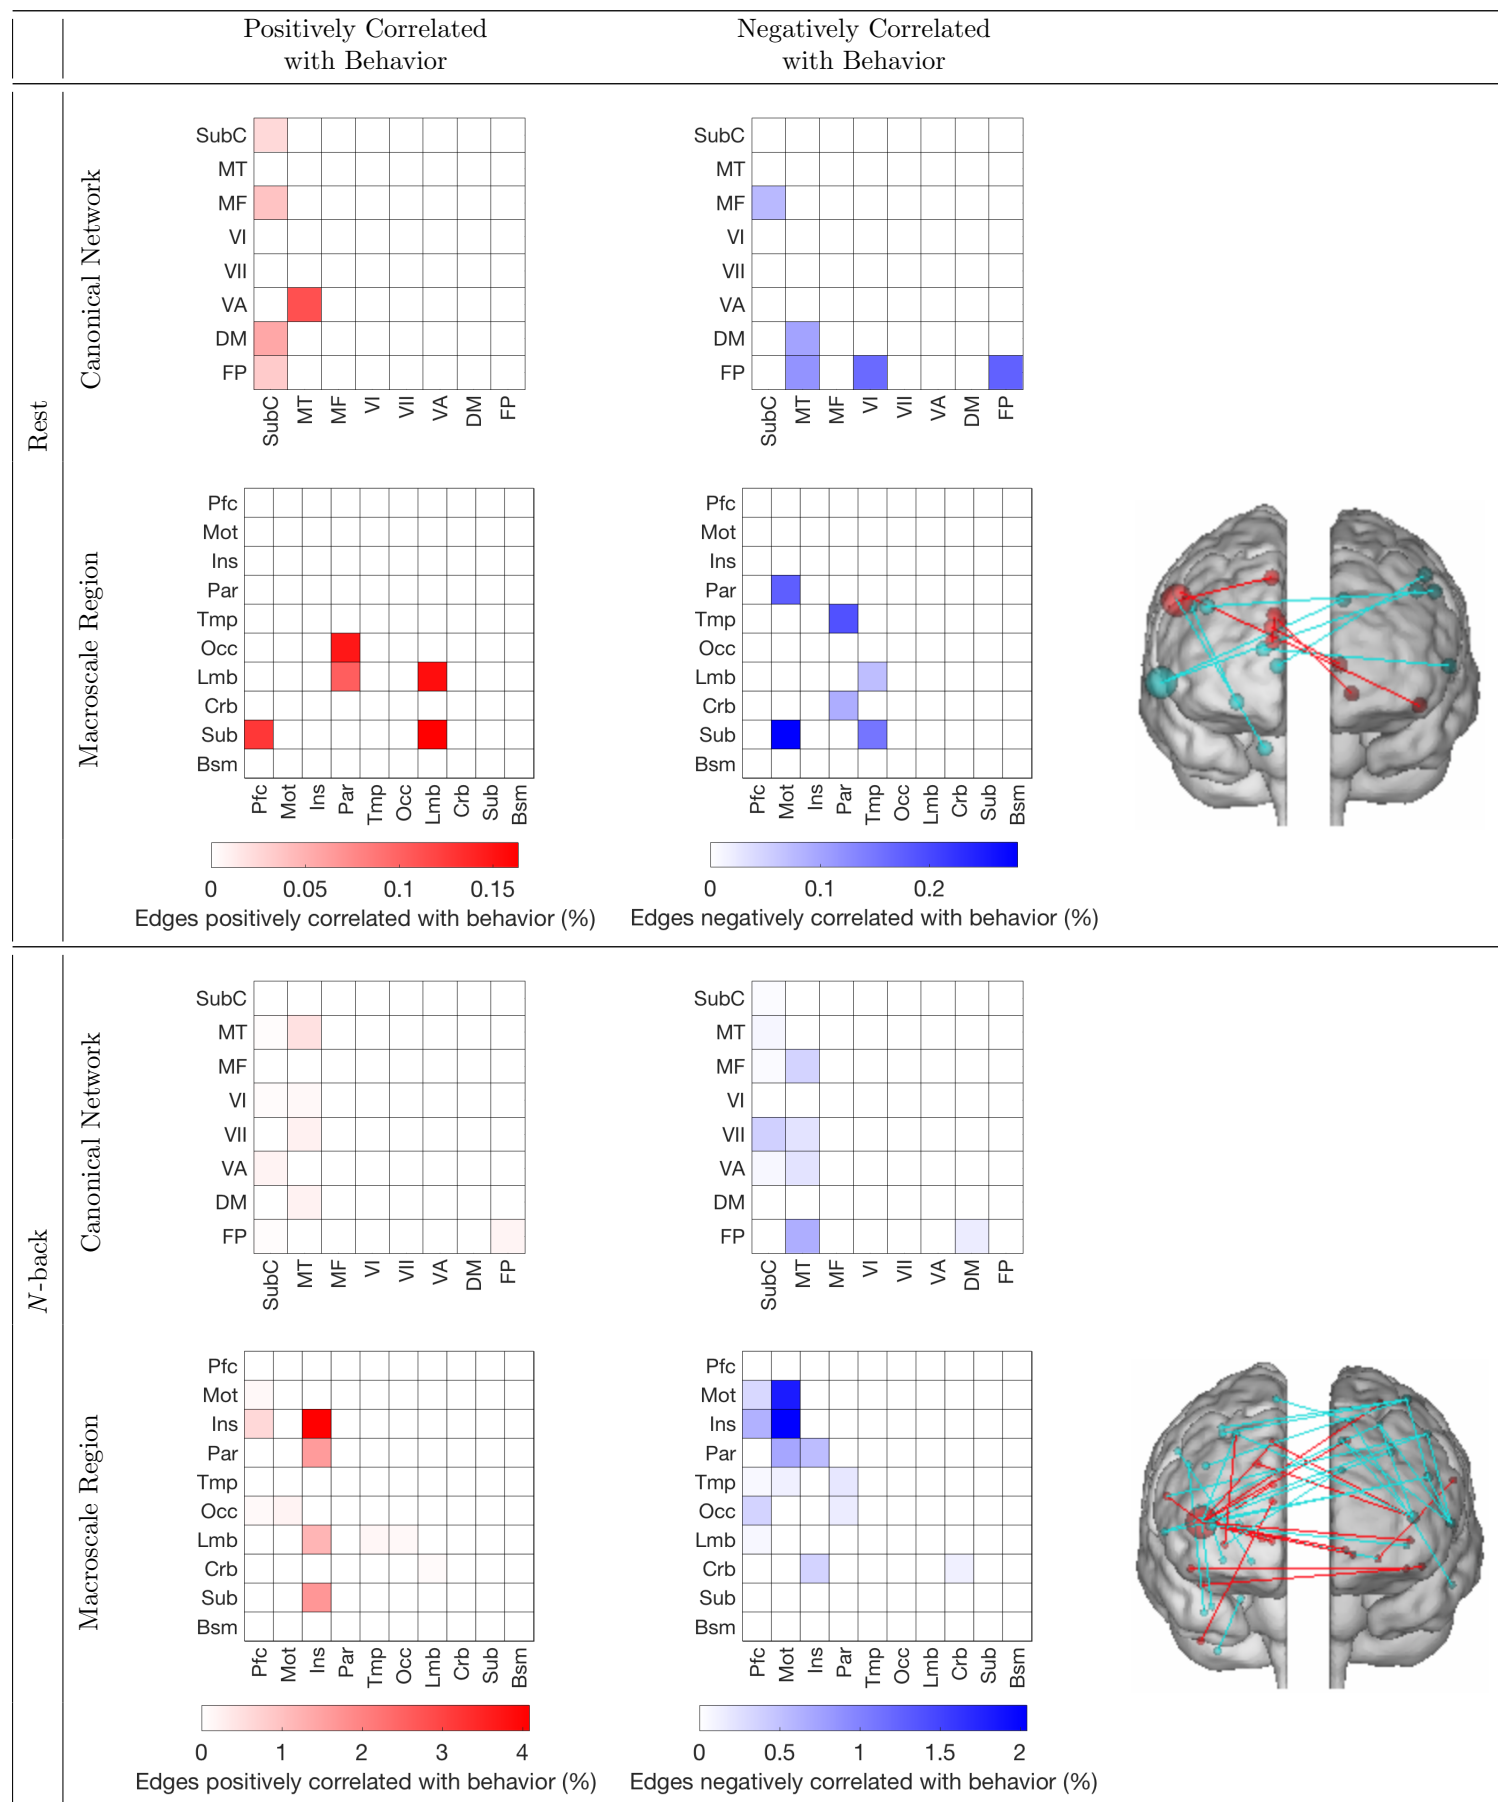 Positively Correlated
with Behavior
Negatively Correlated
with Behavior
Rest
Canonical Network
SubC
MT
MF
VI
VII
VA
DM
FP
SubC MT MF VI VII VA DM FP
SubC
MT
MF
VI
VII
VA
DM
FP
SubC MT MF VI VII VA DM FP
Macroscale Region
Pfc
Mot
Ins
Par
Tmp
Occ
Lmb
Crb
Sub
Bsm
Pfc Mot Ins Par Tmp Occ Lmb Crb Sub Bsm
0 0.05 0.1 0.15
Edges positively correlated with behavior (%)
Pfc
Mot
Ins
Par
Tmp
Occ
Lmb
Crb
Sub
Bsm
Pfc Mot Ins Par Tmp Occ Lmb Crb Sub Bsm
0 0.1 0.2
Edges negatively correlated with behavior (%)
N-back
Canonical Network
SubC
MT
MF
VI
VII
VA
DM
FP
SubC MT MF VI VII VA DM FP
SubC
MT
MF
VI
VII
VA
DM
FP
SubC MT MF VI VII VA DM FP
Macroscale Region
Pfc
Mot
Ins
Par
Tmp
Occ
Lmb
Crb
Sub
Bsm
Pfc Mot Ins Par Tmp Occ Lmb Crb Sub Bsm
0 1 2 3 4
Edges positively correlated with behavior (%)
Pfc
Mot
Ins
Par
Tmp
Occ
Lmb
Crb
Sub
Bsm
Pfc Mot Ins Par Tmp Occ Lmb Crb Sub Bsm
0 0.5 1 1.5 2
Edges negatively correlated with behavior (%)